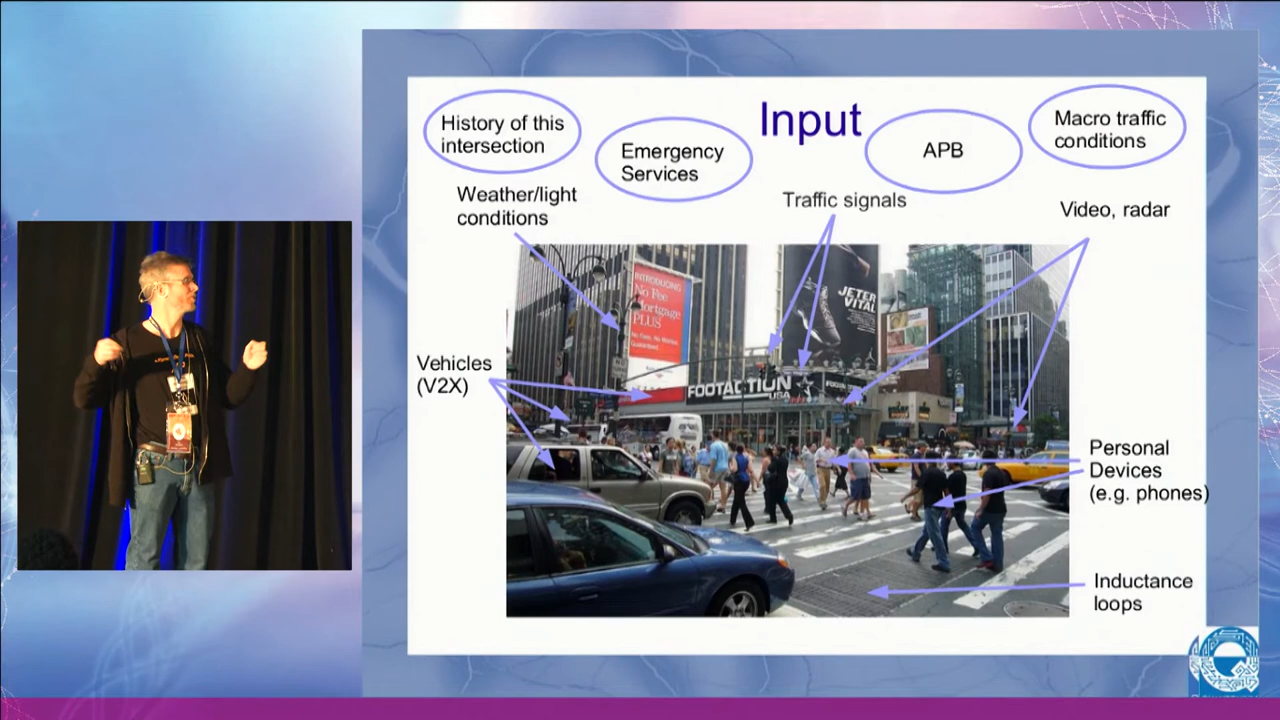 Input
History of this
intersection
Emergency
Services
APB
Macro traffic
conditions
Weather/light
conditions
Traffic signals
Video, radar
Vehicles
(V2X)
Personal
Devices
(e.g. phones)
Inductance
loops
INTRODUCING
No Fee
Mortgage
PLUS
JETER
VITAL
FOOTACTION
USA